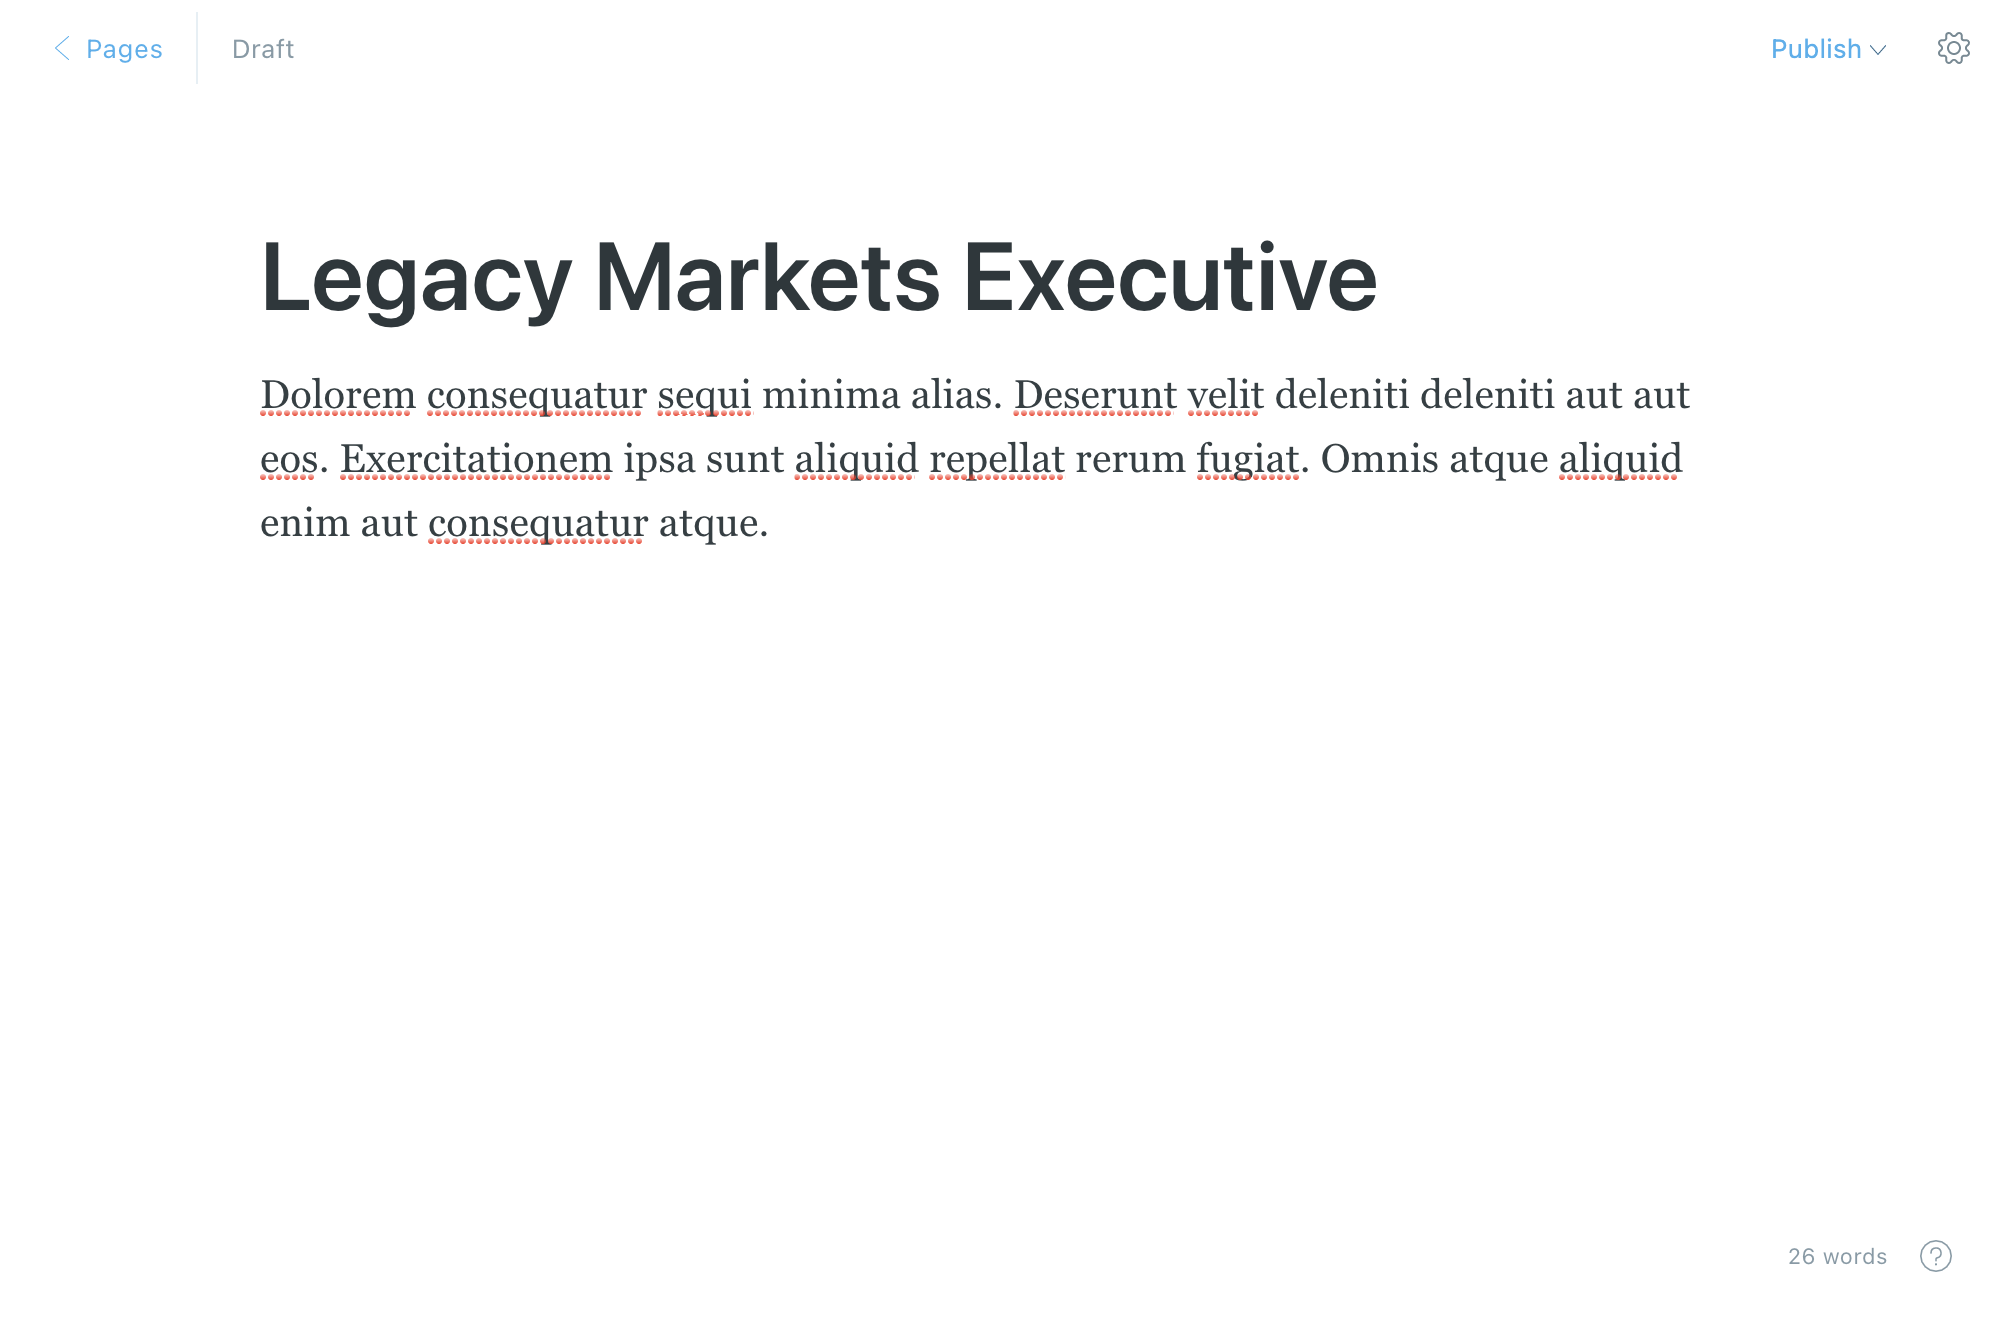 Pages
Draft
Publish
Legacy Markets Executive
Dolorem consequatur sequi minima alias. Deserunt velit deleniti deleniti aut aut
eos. Exercitationem ipsa sunt aliquid repellat rerum fugiat. Omnis atque aliquid
enim aut consequatur atque.
26 words
?